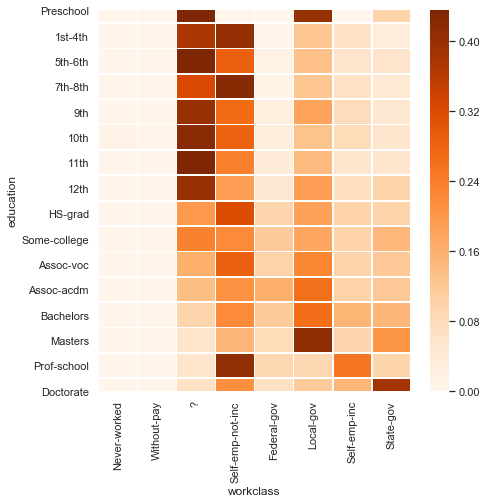 Preschool
1st-4th
5th-6th
7th-8th
9th
10th
11th
12th
HS-grad
Some-college
Assoc-voc
Assoc-acdm
Bachelors
Masters
Prof-school
Doctorate
education
Never-worked
Without-pay
?
Self-emp-not-inc
Federal-gov
Local-gov
Self-emp-inc
State-gov
workclass
0.40
0.32
0.24
0.16
0.08
0.00